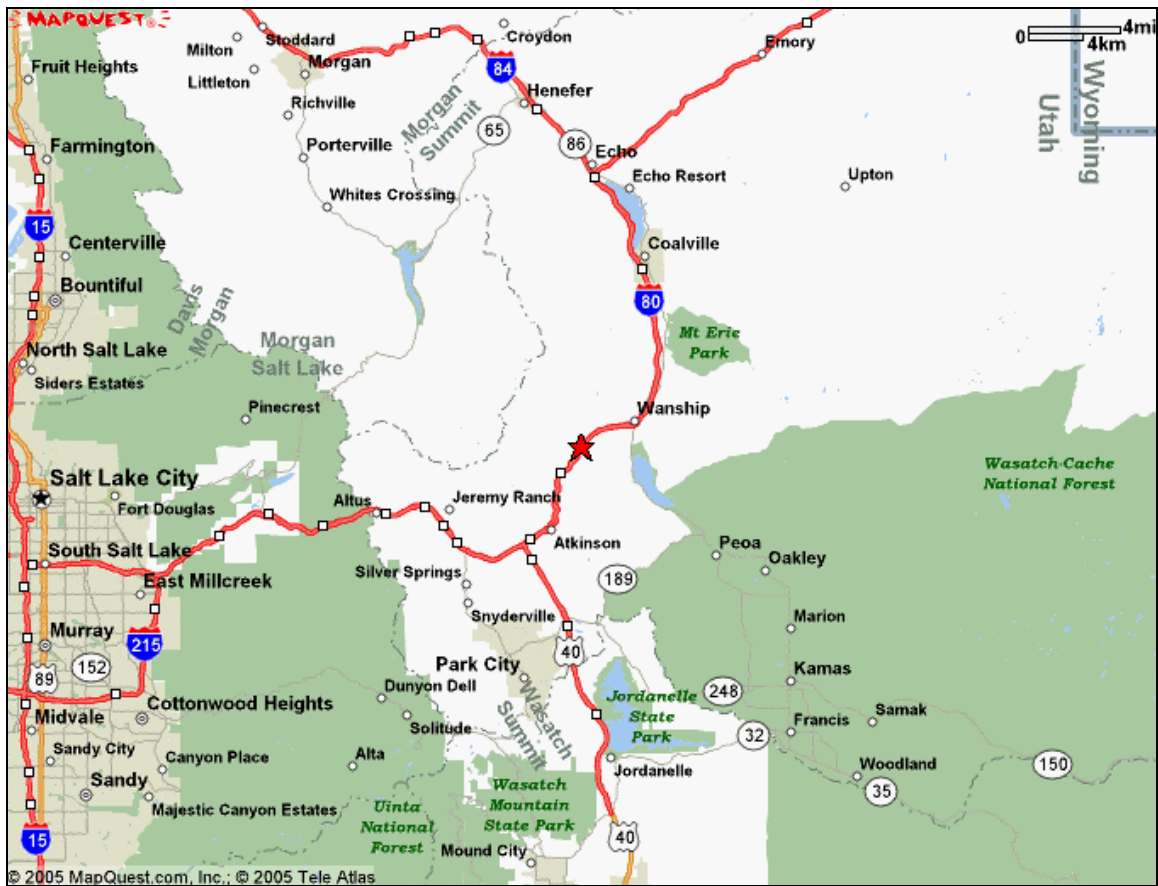 MAPQUEST
Stoddard
Milton
Croydon
0
4mi
4km
Emory
Fruit Heights
Littleton
Morgan
84
Henefer
Richville
Morgan
Summit
65
86
Echo
Utah
Wyoming
Farmington
Porterville
Echo Resort
Upton
Whites Crossing
15
Centerville
Coalville
Bountiful
80
Davis
Morgan
Morgan
Salt Lake
Mt Erie
Park
North Salt Lake
Siders Estates
Pinecrest
Wanship
Salt Lake City
Fort Douglas
Altus
Jeremy Ranch
Wasatch-Cache
National Forest
South Salt Lake
East Millcreek
Atkinson
Peoa
Oakley
Silver Springs
189
Snyderville
Marion
Murray
215
152
89
40
Park City
Kamas
Dunyon Dell
248
Cottonwood Heights
Midvale
Solitude
Summit
Wasatch
Jordanelle
State
Park
Francis
Samak
32
Sandy City
Canyon Place
Alta
Jordanelle
Woodland
150
35
Sandy
Majestic Canyon Estates
Uinta
National
Forest
Wasatch
Mountain
State Park
15
40
Mound City
© 2005 MapQuest.com, Inc.; © 2005 Tele Atlas